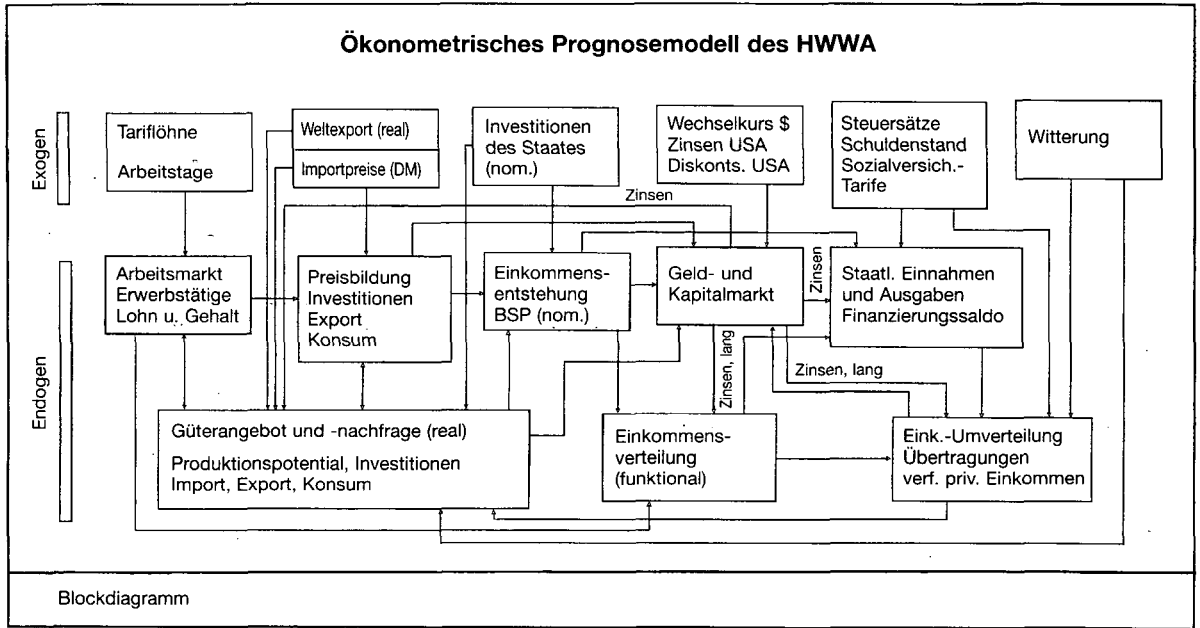 Ökonometrisches Prognosemodell des HWWA
Exogen
Tariflöhne
Arbeitstage
Weltexport (real)
Importpreise (DM)
Investitionen
des Staates
(nom.)
Wechselkurs $
Zinsen USA
Diskonts. USA
Steuersätze
Schuldenstand
Sozialversich.-
Tarife
Witterung
Zinsen
Endogen
Arbeitsmarkt
Erwerbstätige
Lohn u. Gehalt
Preisbildung
Investitionen
Export
Konsum
Einkommens-
entstehung
BSP (nom.)
Geld- und
Kapitalmarkt
Zinsen
Staatl. Einnahmen
und Ausgaben
Finanzierungssaldo
Zinsen, lang
Zinsen, lang
Güterangebot und -nachfrage (real)
Produktionspotential, Investitionen
Import, Export, Konsum
Einkommens-
verteilung
(funktional)
Eink.-Umverteilung
Übertragungen
verf. priv. Einkommen
Blockdiagramm